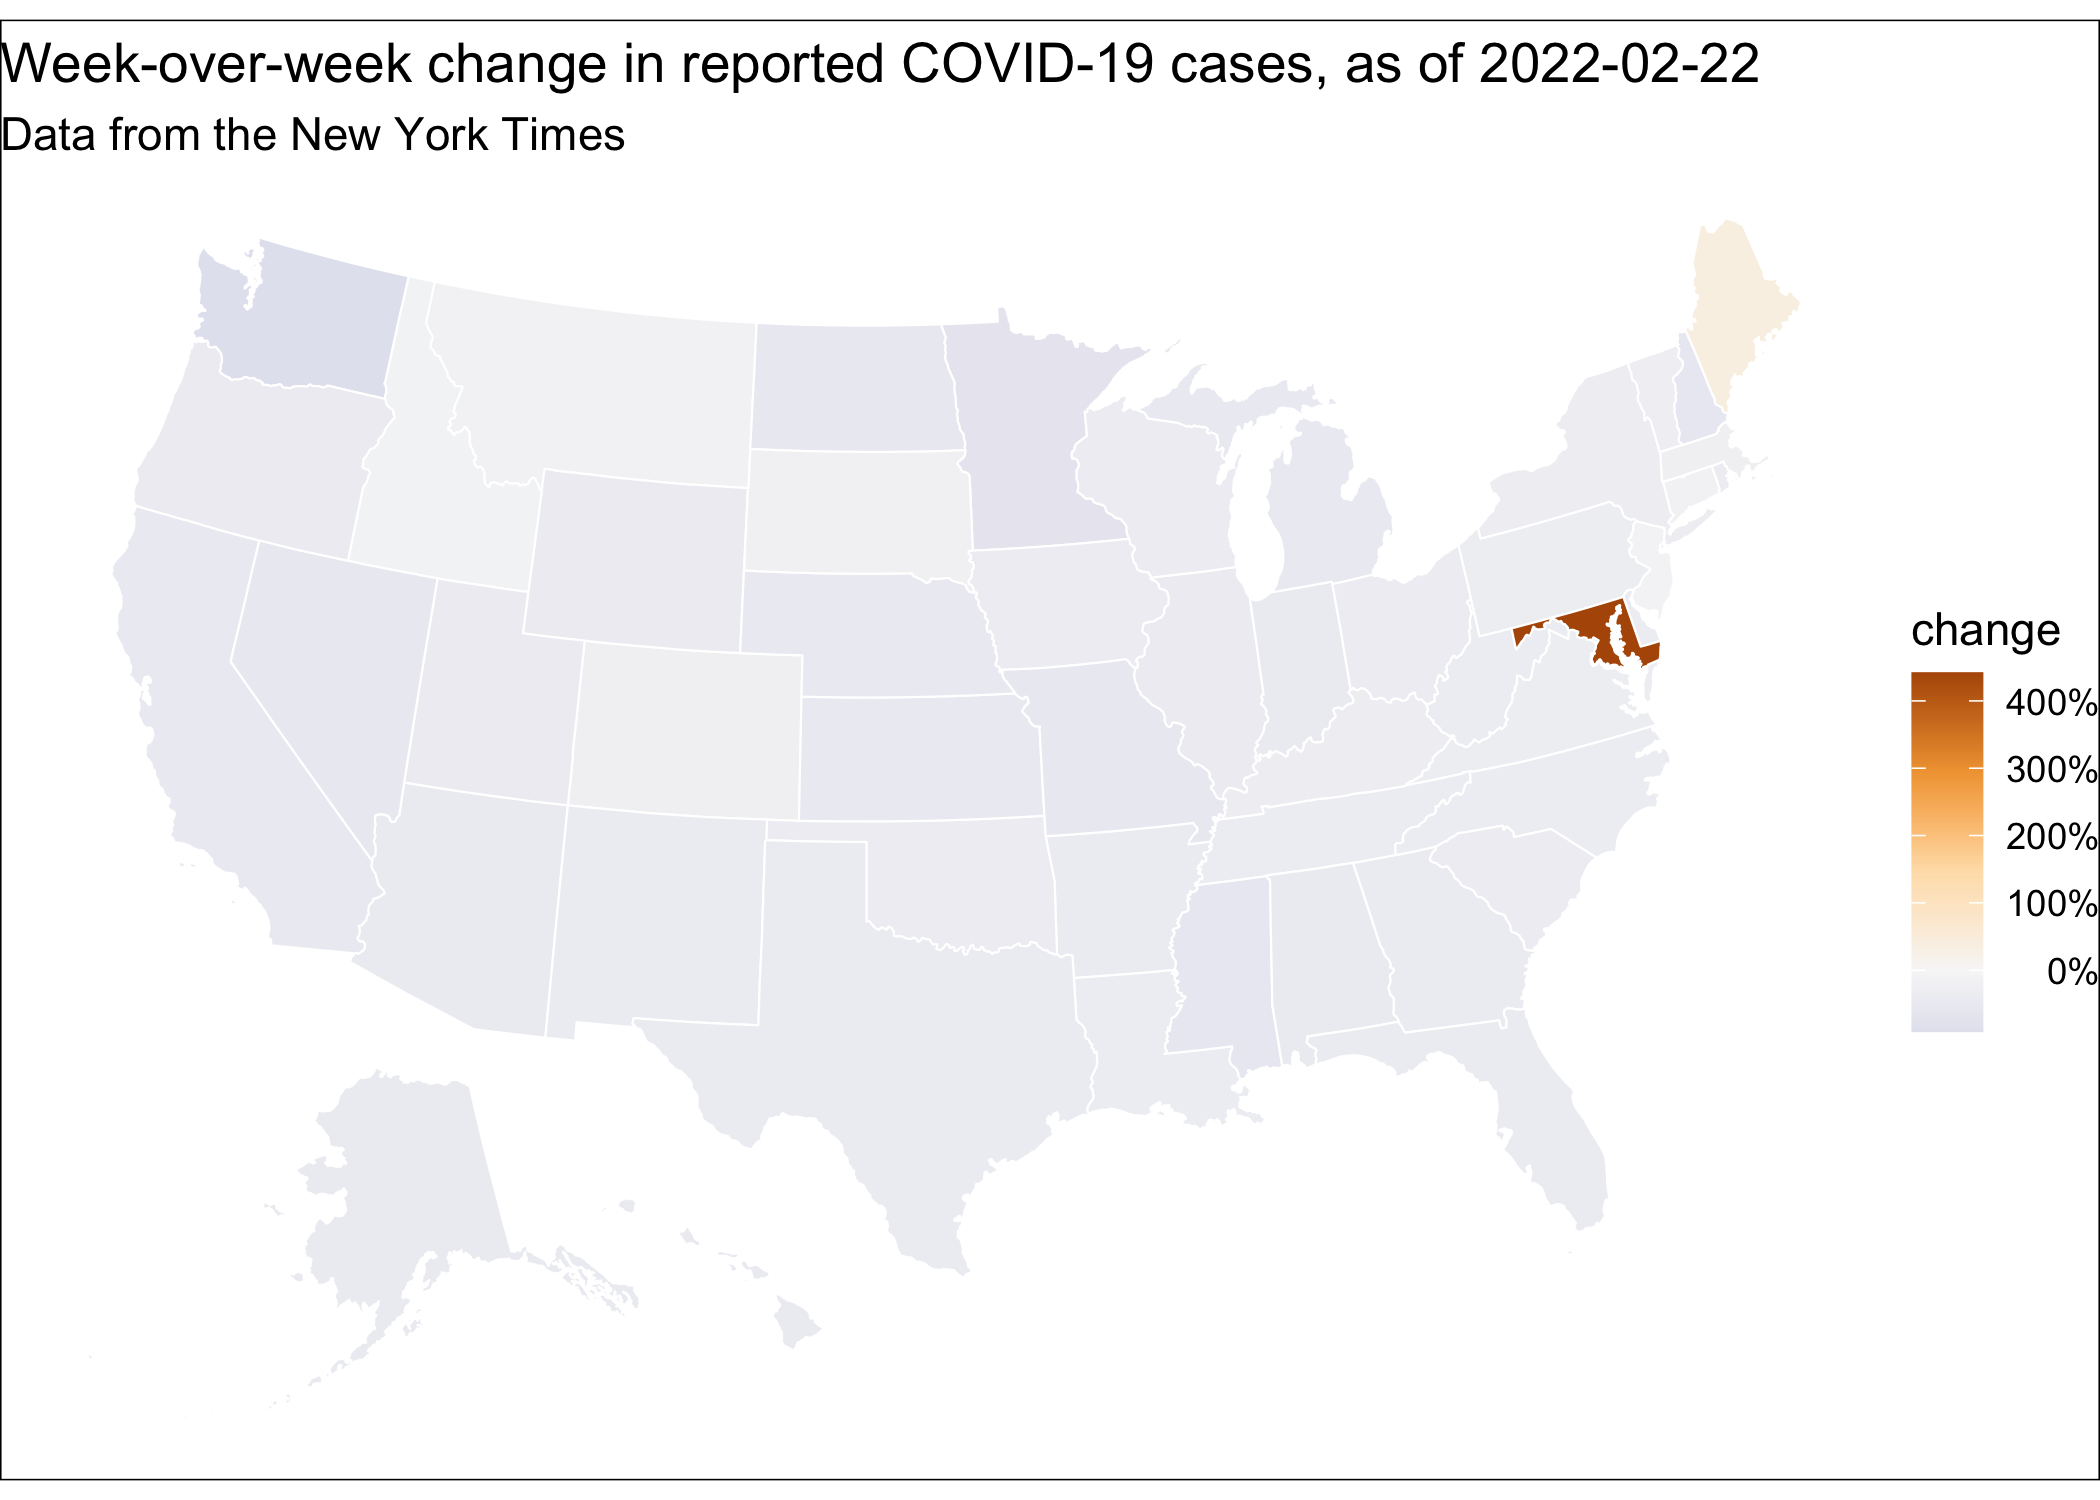 Week-over-week change in reported COVID-19 cases, as of 2022-02-22
Data from the New York Times
change
400%
300%
200%
100%
0%